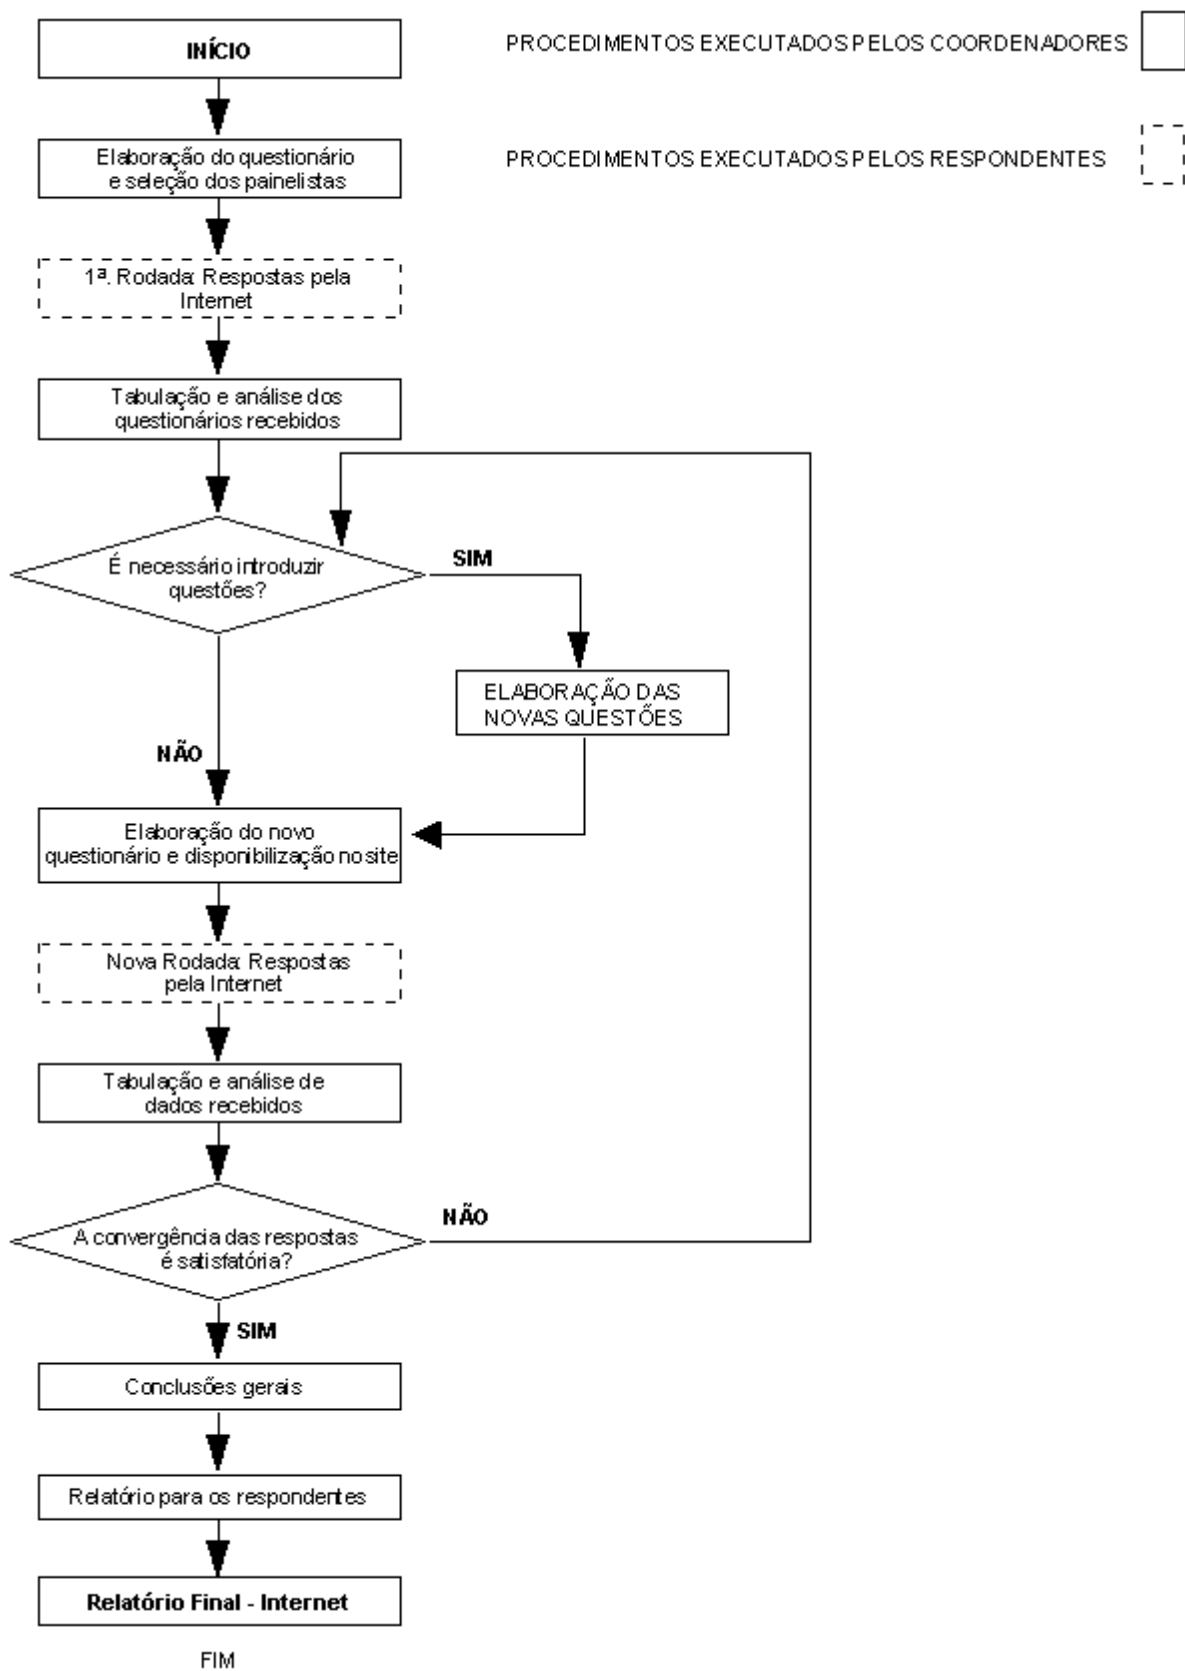 INÍCIO
PROCEDIMENTOS EXECUTADOS PELOS COORDENADORES
Elaboração do questionário
e seleção dos painelistas
PROCEDIMENTOS EXECUTADOS PELOS RESPONDENTES
1ª. Rodada: Respostas pela
Internet
Tabulação e análise dos
questionários recebidos
É necessário introduzir
questões?
SIM
ELABORAÇÃO DAS
NOVAS QUESTÕES
NÃO
Elaboração do novo
questionário e disponibilização no site
Nova Rodada: Respostas
pela Internet
Tabulação e análise de
dados recebidos
A convergência das respostas
é satisfatória?
NÃO
SIM
Conclusões gerais
Relatório para os respondentes
Relatório Final - Internet
FIM